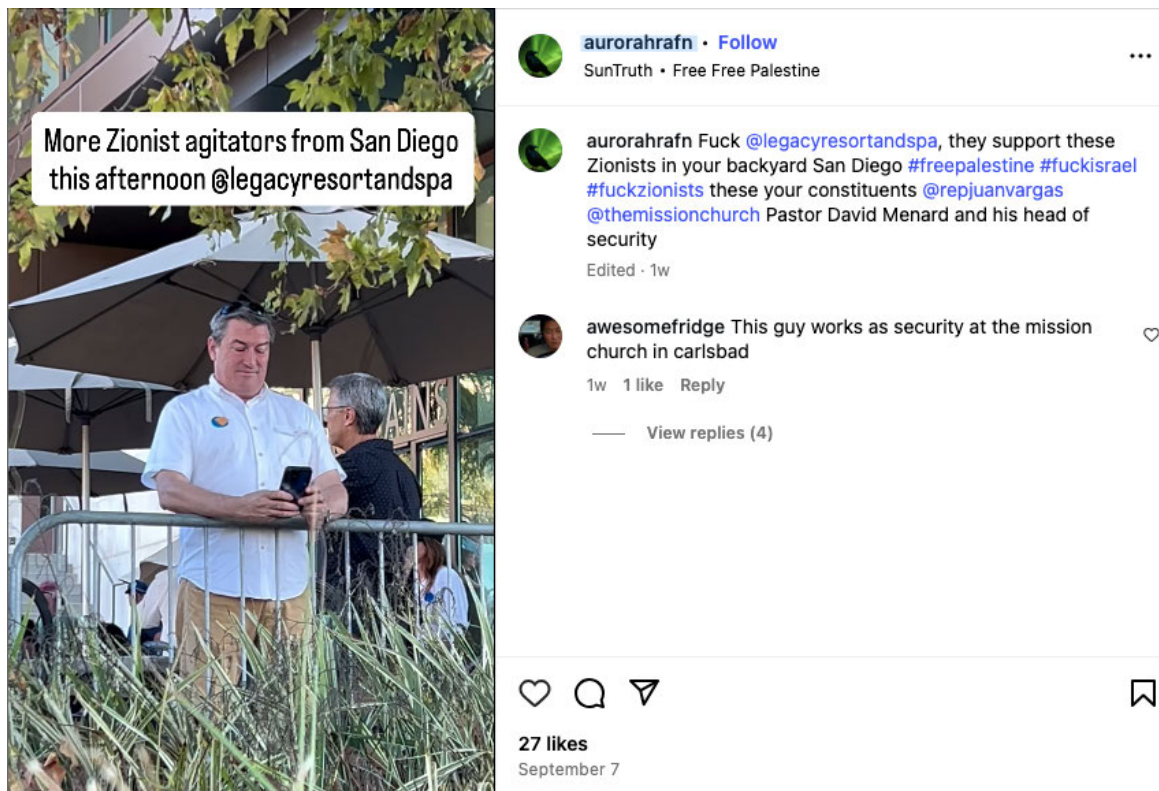 More Zionist agitators from San Diego
this afternoon @legacyresortandspa
AINS
aurorahrafn • Follow
SunTruth • Free Free Palestine
aurorahrafn Fuck @legacyresortandspa, they support these
Zionists in your backyard San Diego #freepalestine #fuckisrael
#fuckzionists these your constituents @repjuanvargas
@themissionchurch Pastor David Menard and his head of
security
Edited · 1w
awesomefridge This guy works as security at the mission
church in carlsbad
1w 1 like Reply
View replies (4)
27 likes
September 7